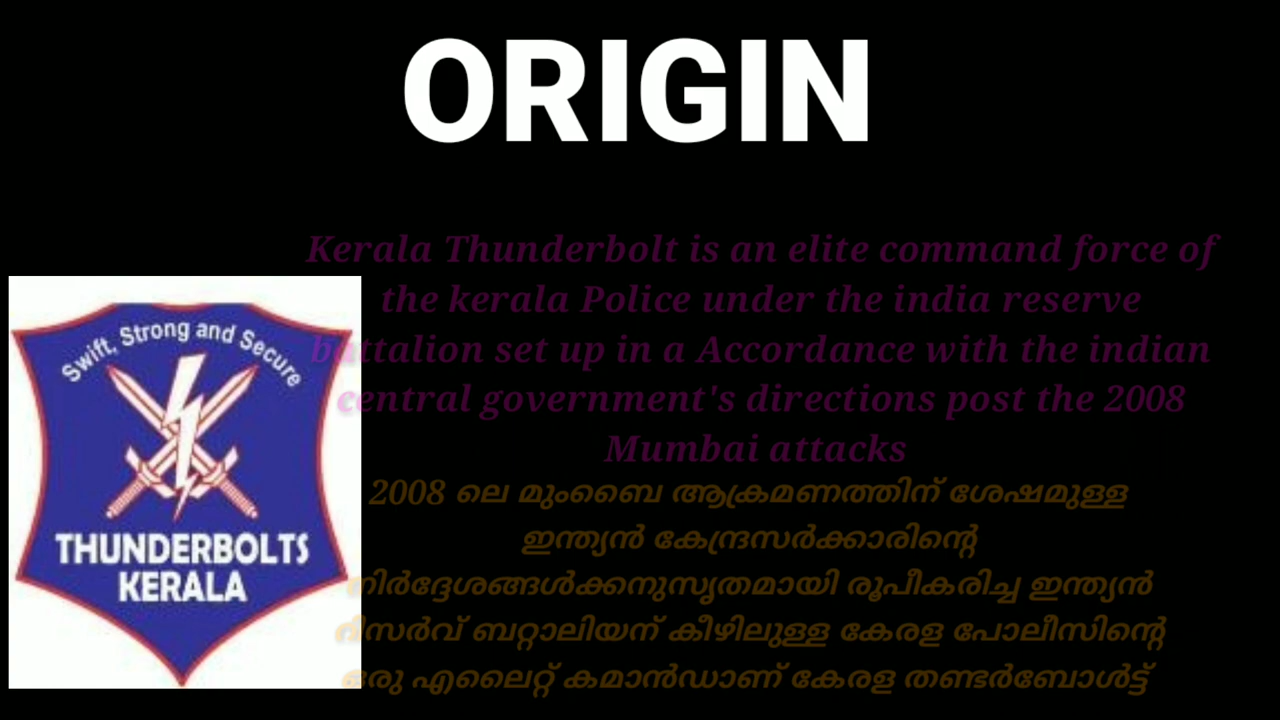 ORIGIN
Kerala Thunderbolt is an elite command force of
the kerala Police under the india reserve
battalion set up in a Accordance with the indian
central government's directions post the 2008
Mumbai attacks
Swift, Strong and Secure
THUNDERBOLTS
KERALA
2008 ലെ മുംബൈ ആക്രമണത്തിന് ശേഷമുള്ള
ഇന്ത്യൻ കേന്ദ്രസർക്കാരിന്റെ
നിർദ്ദേശങ്ങൾക്കനുസൃതമായി രൂപീകരിച്ച ഇന്ത്യൻ
റിസർവ് ബറ്റാലിയന് കീഴിലുള്ള കേരള പോലീസിന്റെ
ഒരു എലൈറ്റ് കമാൻഡാണ് കേരള തണ്ടർബോൾട്ട്